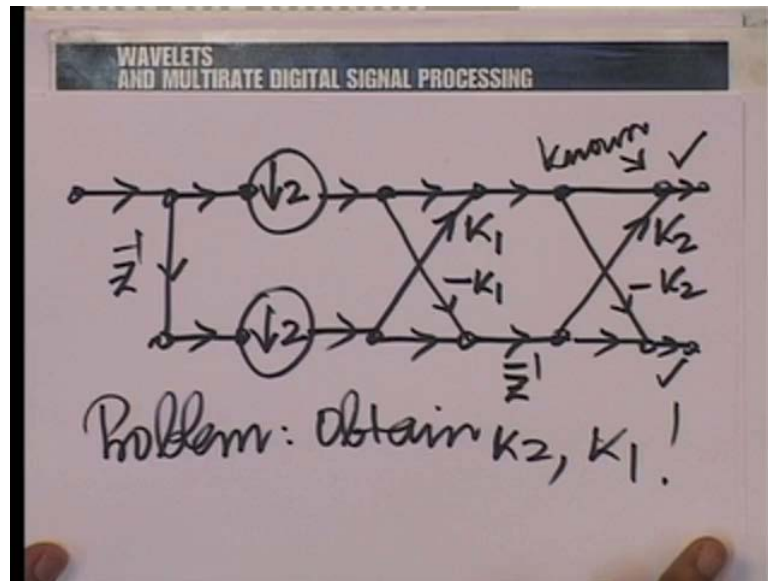 WAVELETS
AND MULTIRATE DIGITAL SIGNAL PROCESSING
Known ✓
↓2
K1
K2
z^-1
-K1
-K2
↓2
z^-1
✓
Problem: Obtain K2, K1!